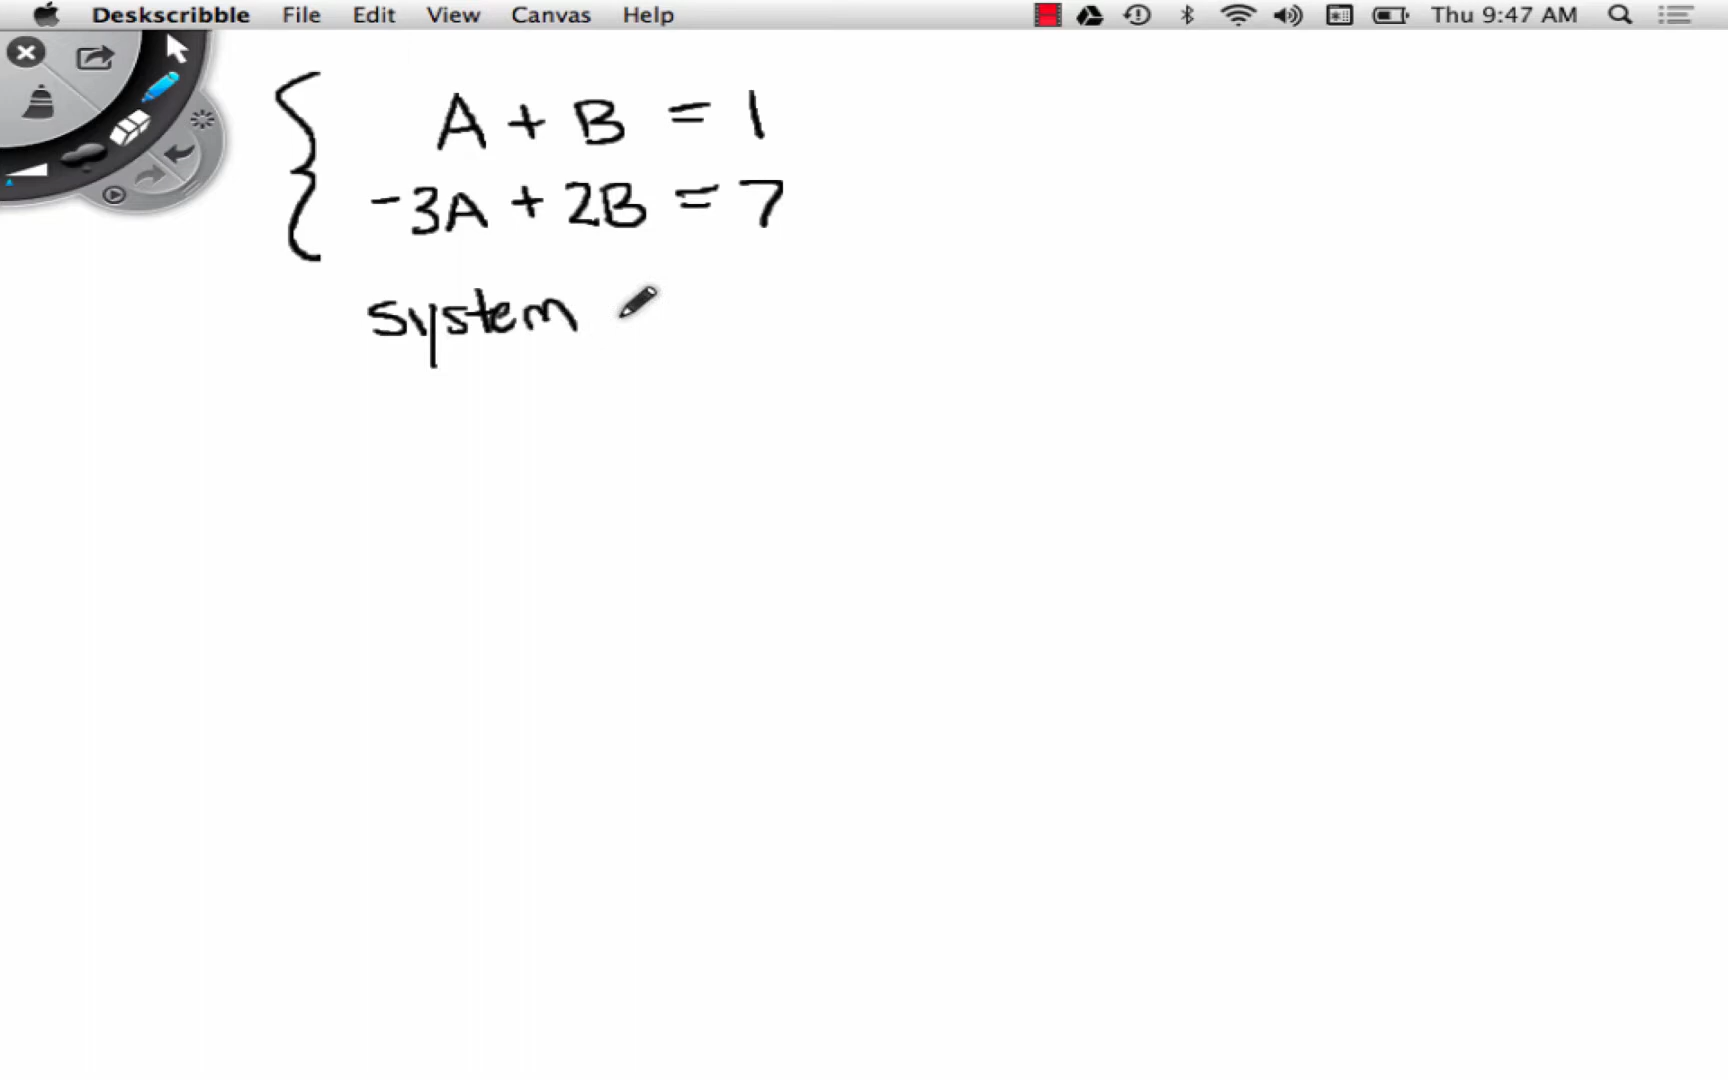 Deskscribble File Edit View Canvas Help Thu 9:47 AM
A + B = 1
-3A + 2B = 7
system